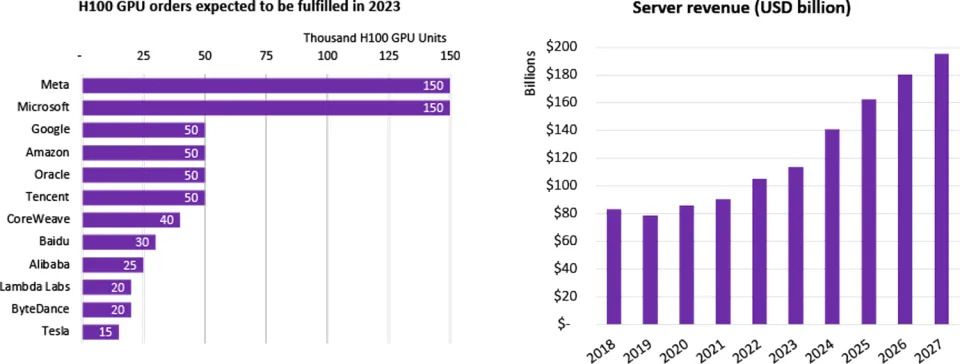 H100 GPU orders expected to be fulfilled in 2023
Thousand H100 GPU Units
- 25 50 75 100 125 150
Meta 150
Microsoft 150
Google 50
Amazon 50
Oracle 50
Tencent 50
CoreWeave 40
Baidu 30
Alibaba 25
Lambda Labs 20
ByteDance 20
Tesla 15
Server revenue (USD billion)
Billions
$200
$180
$160
$140
$120
$100
$80
$60
$40
$20
$-
2018 2019 2020 2021 2022 2023 2024 2025 2026 2027